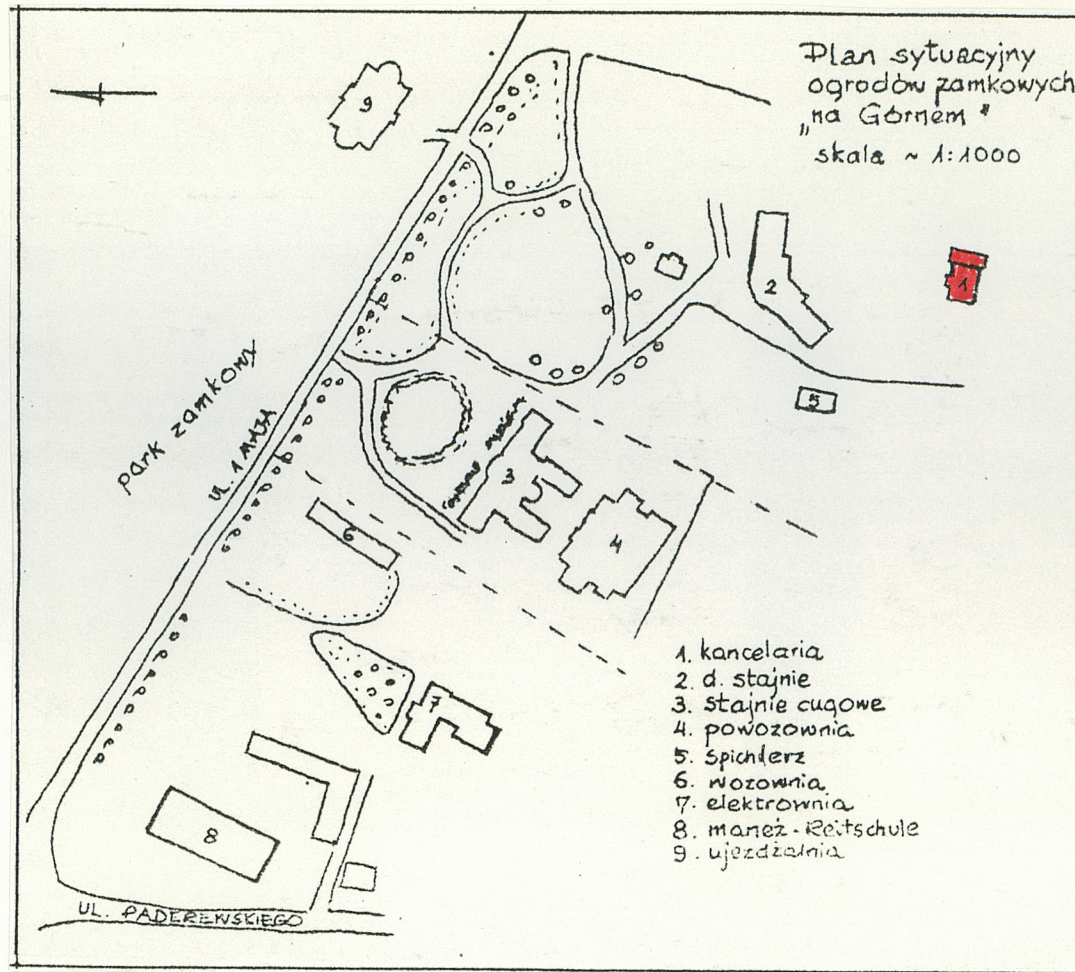 Plan sytuacyjny
ogrodów zamkowych
„na Górnem"
skala ~ 1:1000
9
2
1
park zamkowy
UL. 1 MAJA
5
3
6
4
7
8
1. kancelaria
2. d. stajnie
3. stajnie cugowe
4. powozownia
5. spichlerz
6. wozownia
7. elektrownia
8. maneż - Reitschule
9. ujeżdżalnia
UL. PADEREWSKIEGO